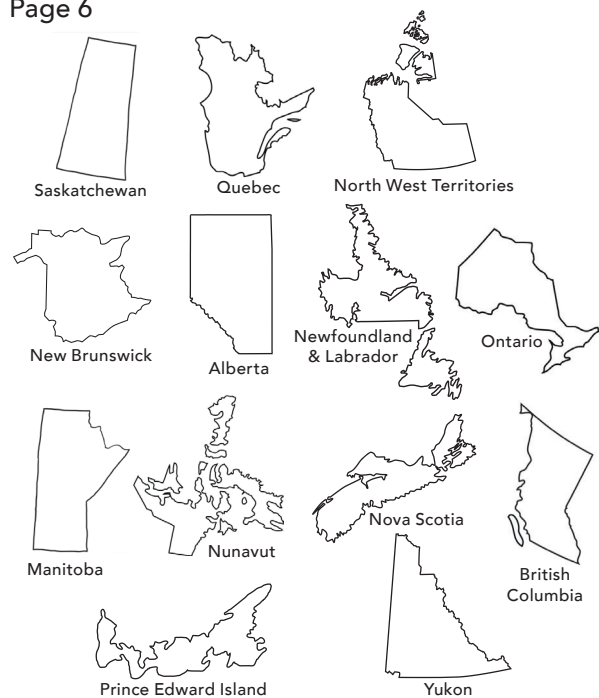 Page 6
Saskatchewan
Quebec
North West Territories
New Brunswick
Alberta
Newfoundland
& Labrador
Ontario
Manitoba
Nunavut
Nova Scotia
British
Columbia
Prince Edward Island
Yukon